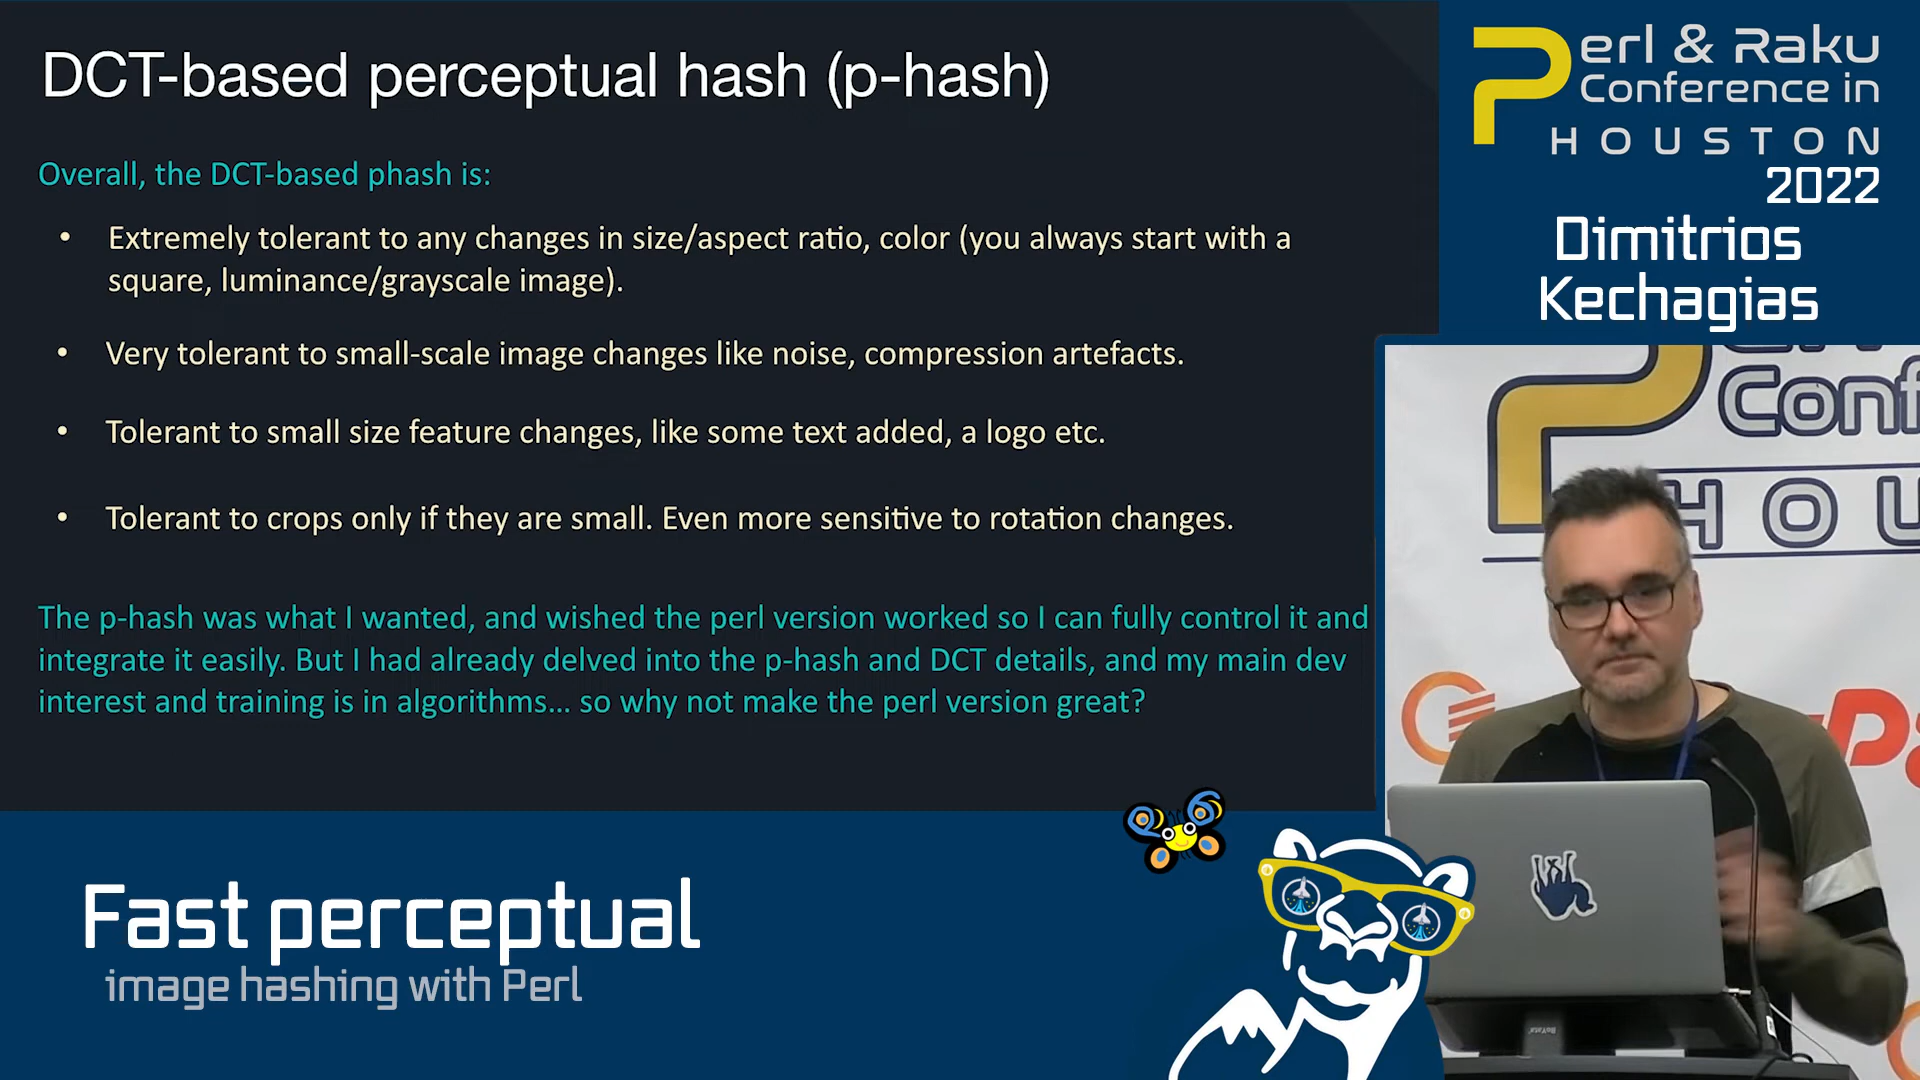 DCT-based perceptual hash (p-hash)
Overall, the DCT-based phash is:
• Extremely tolerant to any changes in size/aspect ratio, color (you always start with a
square, luminance/grayscale image).
• Very tolerant to small-scale image changes like noise, compression artefacts.
• Tolerant to small size feature changes, like some text added, a logo etc.
• Tolerant to crops only if they are small. Even more sensitive to rotation changes.
The p-hash was what I wanted, and wished the perl version worked so I can fully control it and
integrate it easily. But I had already delved into the p-hash and DCT details, and my main dev
interest and training is in algorithms... so why not make the perl version great?
Perl & Raku
Conference in
HOUSTON
2022
Dimitrios
Kechagias
Conf
HOU
Fast perceptual
image hashing with Perl